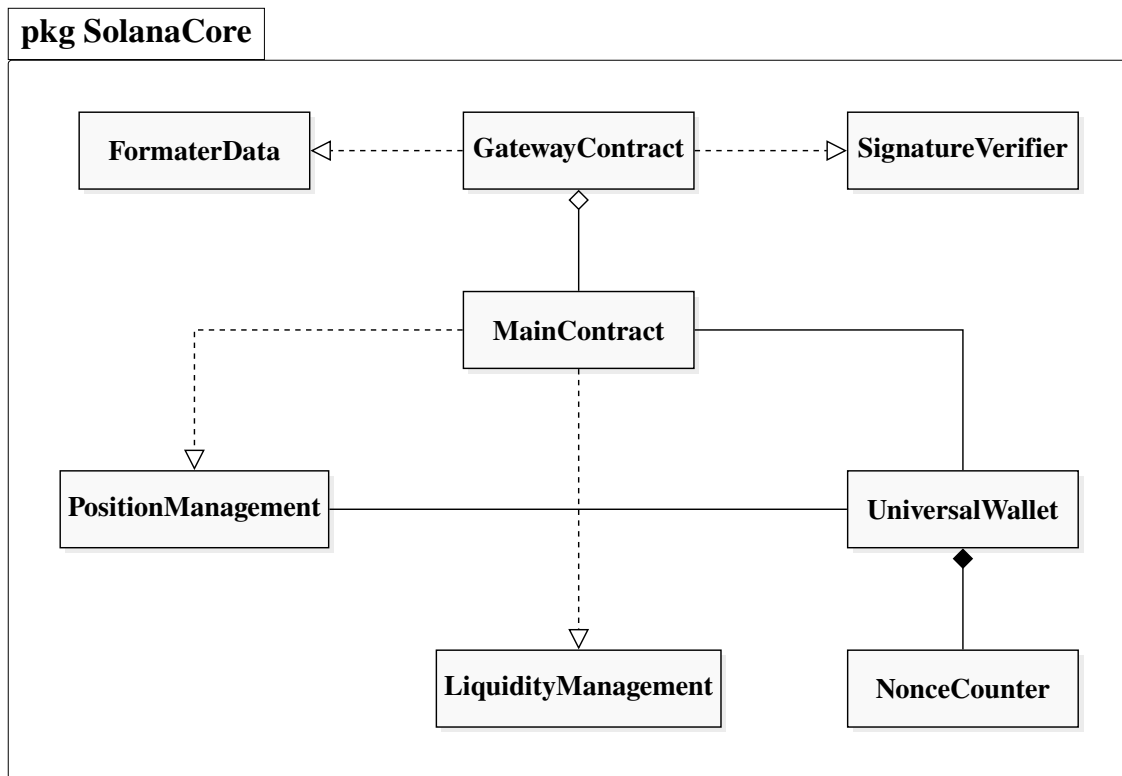 pkg SolanaCore
FormaterData
GatewayContract
SignatureVerifier
MainContract
PositionManagement
UniversalWallet
LiquidityManagement
NonceCounter